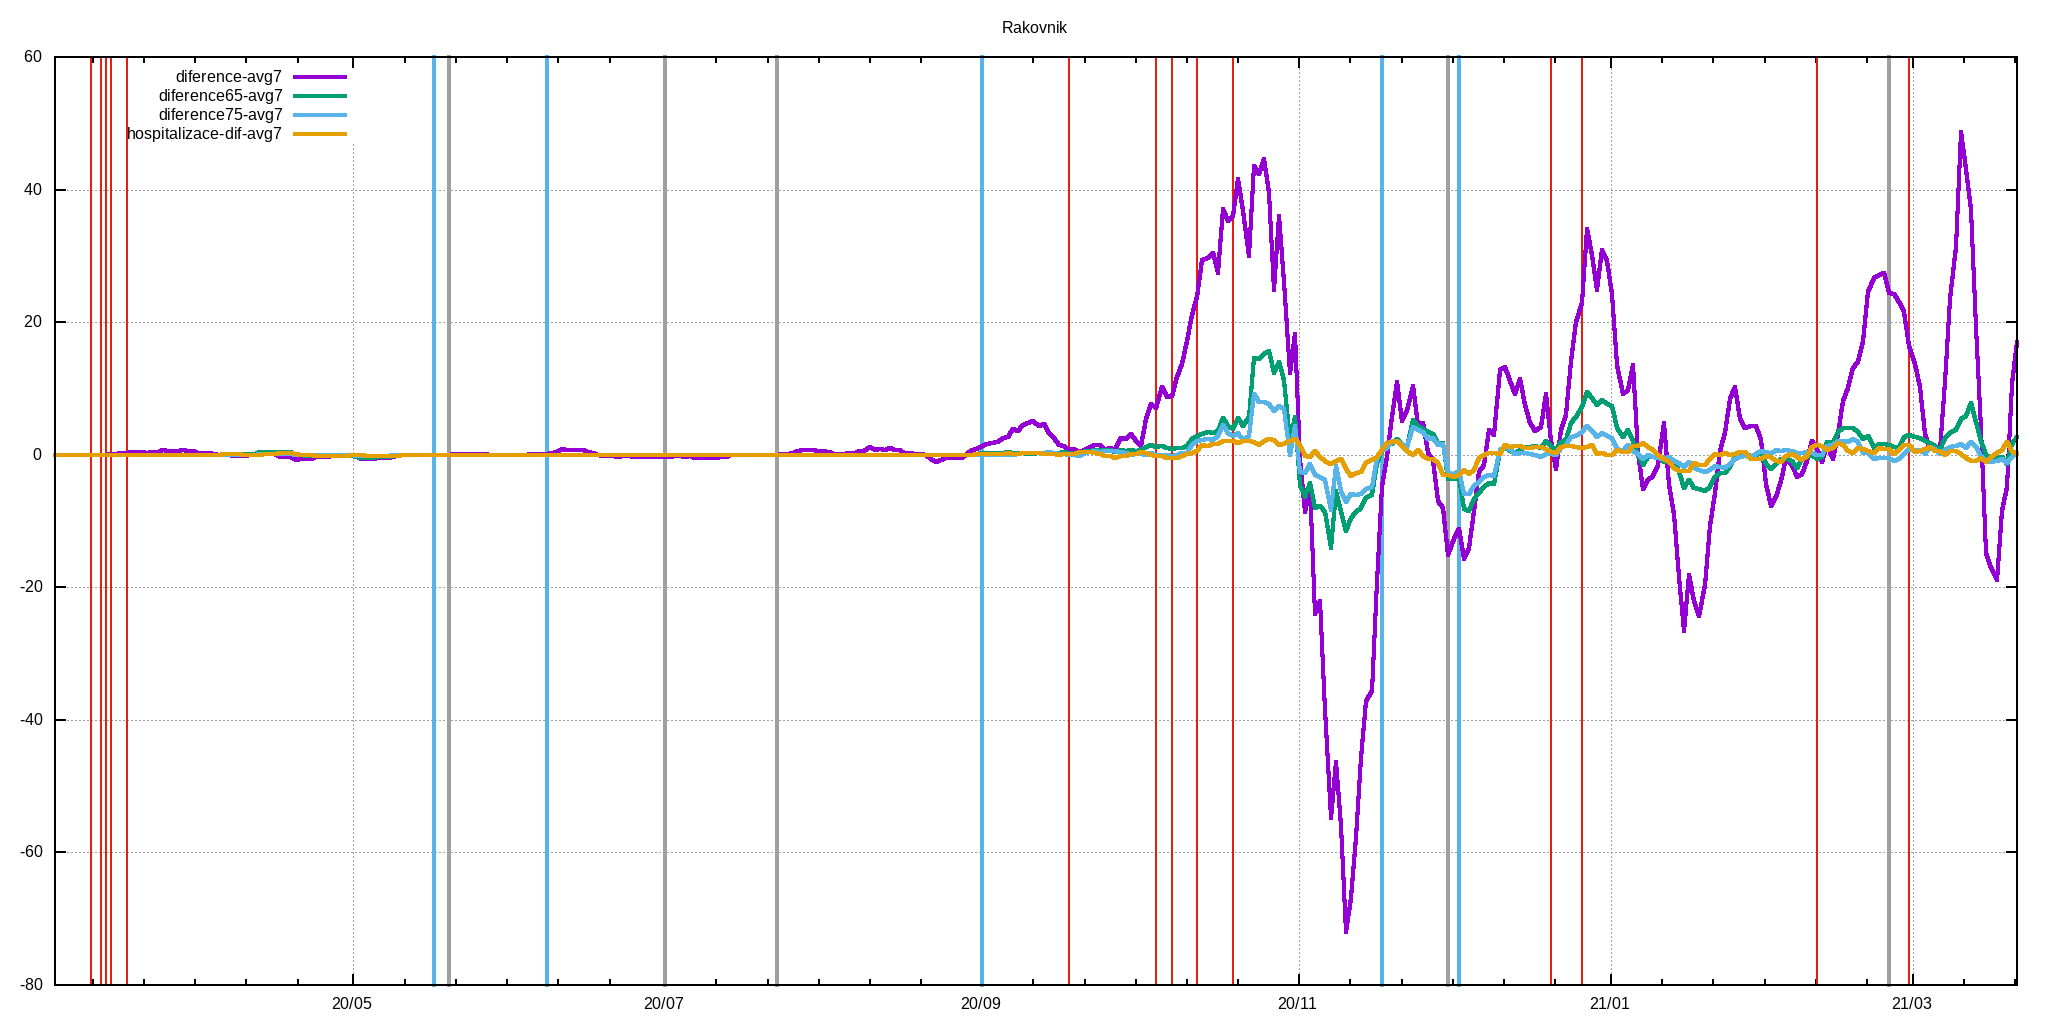 Rakovnik
60
40
20
0
-20
-40
-60
-80
diference-avg7
diference65-avg7
diference75-avg7
hospitalizace-dif-avg7
20/05
20/07
20/09
20/11
21/01
21/03